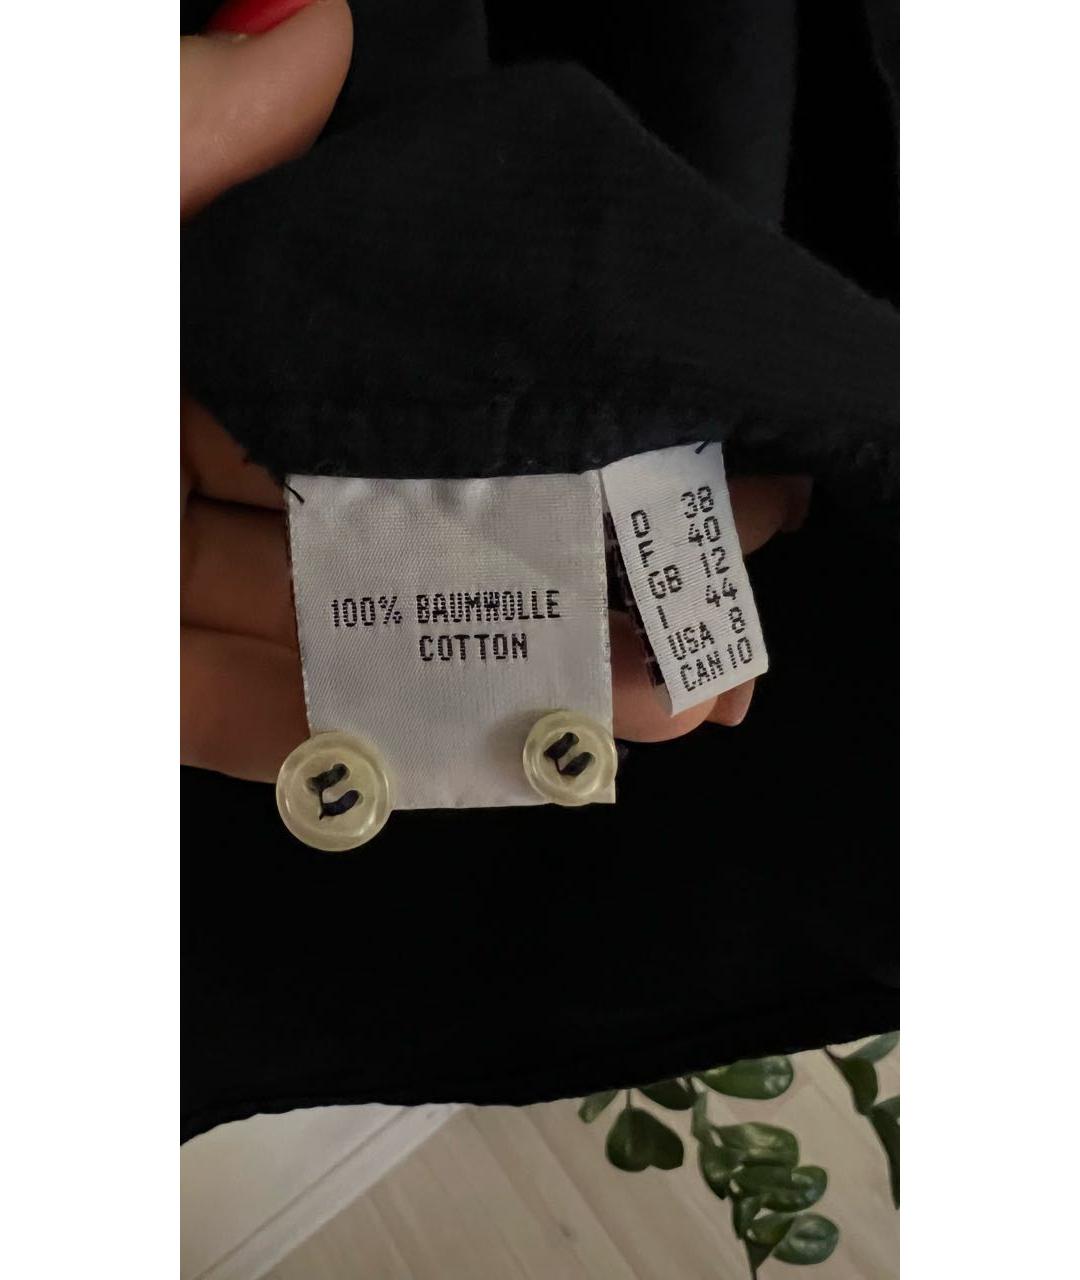 100% BAUMWOLLE
COTTON
D 38
F 40
GB 12
I 44
USA 8
CAN 10